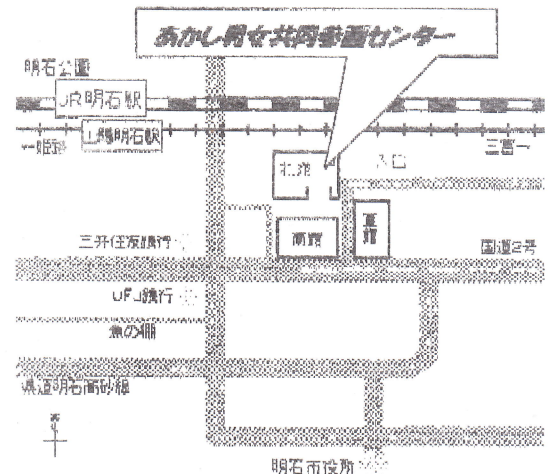 あかし男女共同参画センター
明石公園
JR明石駅
山陽明石駅
←姫路
三宮→
北館
入口
南館
東館
三井住友銀行
国道2号
UFJ銀行
魚の棚
県道明石高砂線
明石市役所